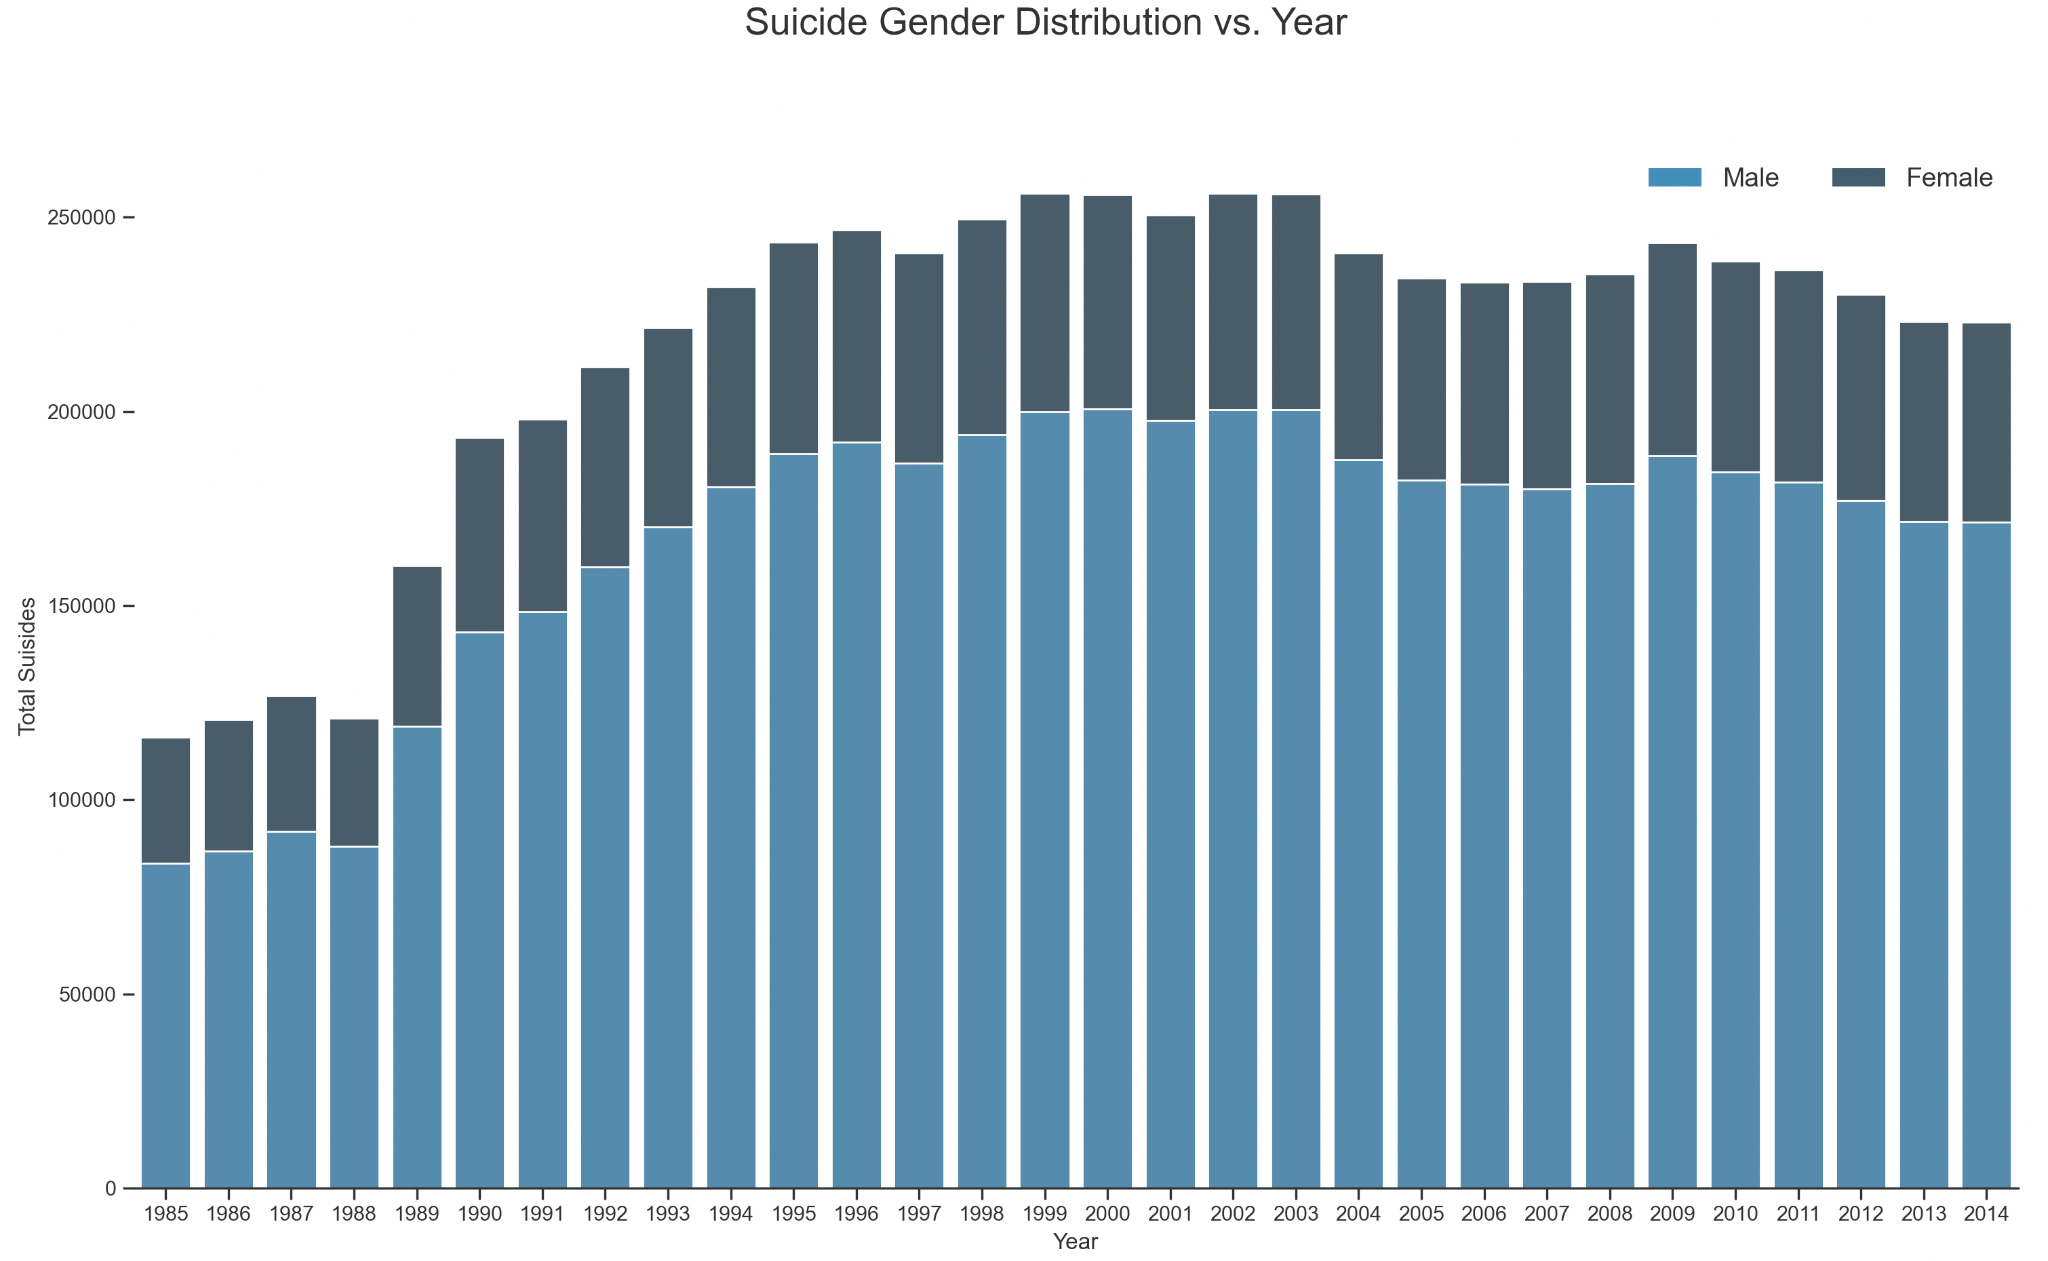 Suicide Gender Distribution vs. Year
Male Female
250000
200000
150000
100000
50000
0
Total Suisides
1985 1986 1987 1988 1989 1990 1991 1992 1993 1994 1995 1996 1997 1998 1999 2000 2001 2002 2003 2004 2005 2006 2007 2008 2009 2010 2011 2012 2013 2014
Year